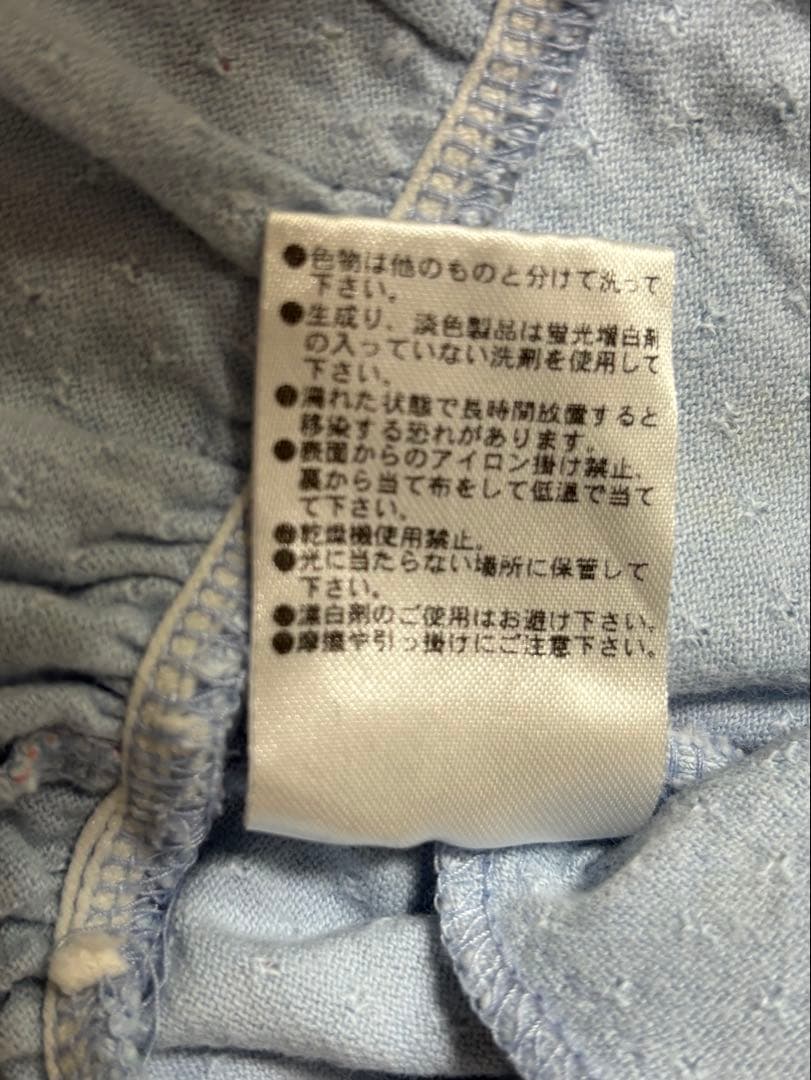 ●色物は他のものと分けて洗って
下さい。
●生成り、淡色製品は蛍光増白剤
の入っていない洗剤を使用して
下さい。
●濡れた状態で長時間放置すると
移染する恐れがあります。
●表面からのアイロン掛け禁止、
裏から当て布をして低温で当て
て下さい。
●乾燥機使用禁止。
●光に当たらない場所に保管して
下さい。
●漂白剤のご使用はお避け下さい。
●摩擦や引っ掛けにご注意下さい。